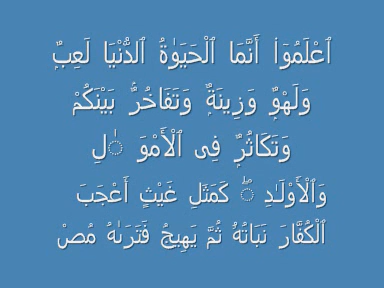 ٱعْلَمُوٓا۟ أَنَّمَا ٱلْحَيَوٰةُ ٱلدُّنْيَا لَعِبٌۭ
وَلَهْوٌۭ وَزِينَةٌۭ وَتَفَاخُرٌۢ بَيْنَكُمْ
وَتَكَاثُرٌۭ فِى ٱلْأَمْوَ ٰلِ
وَٱلْأَوْلَـٰدِ ۖ كَمَثَلِ غَيْثٍ أَعْجَبَ
ٱلْكُفَّارَ نَبَاتُهُۥ ثُمَّ يَهِيجُ فَتَرَىٰهُ مُصْ